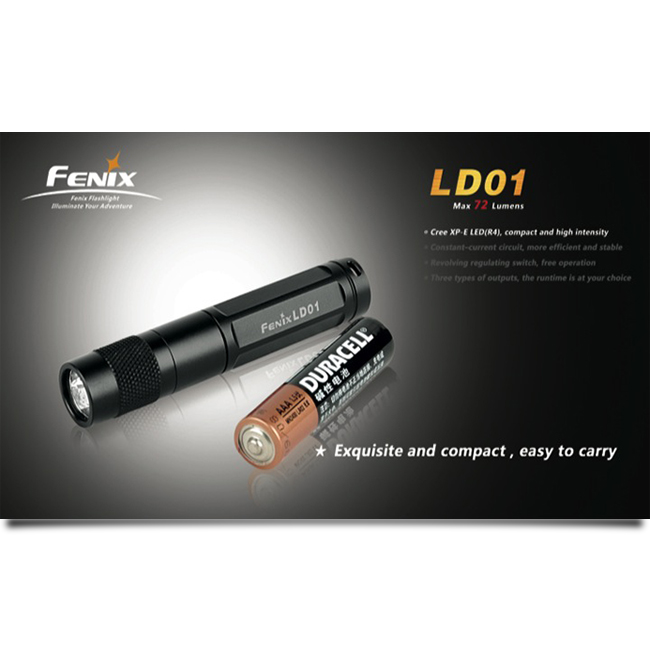 FENIX
Fenix Flashlight
Illuminate Your Adventure
LD01
Max 72 Lumens
Cree XP-E LED(R4), compact and high intensity
Constant-current circuit, more efficient and stable
Revolving regulating switch, free operation
Three types of outputs, the runtime is at your choice
FENIX LD01
DURACELL®
碱性电池
AAA
★ Exquisite and compact , easy to carry